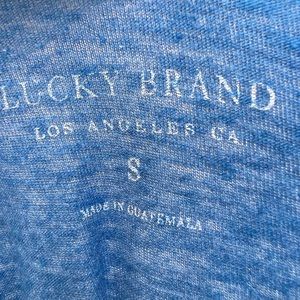 LUCKY BRAND
LOS ANGELES CA.
S
MADE IN GUATEMALA